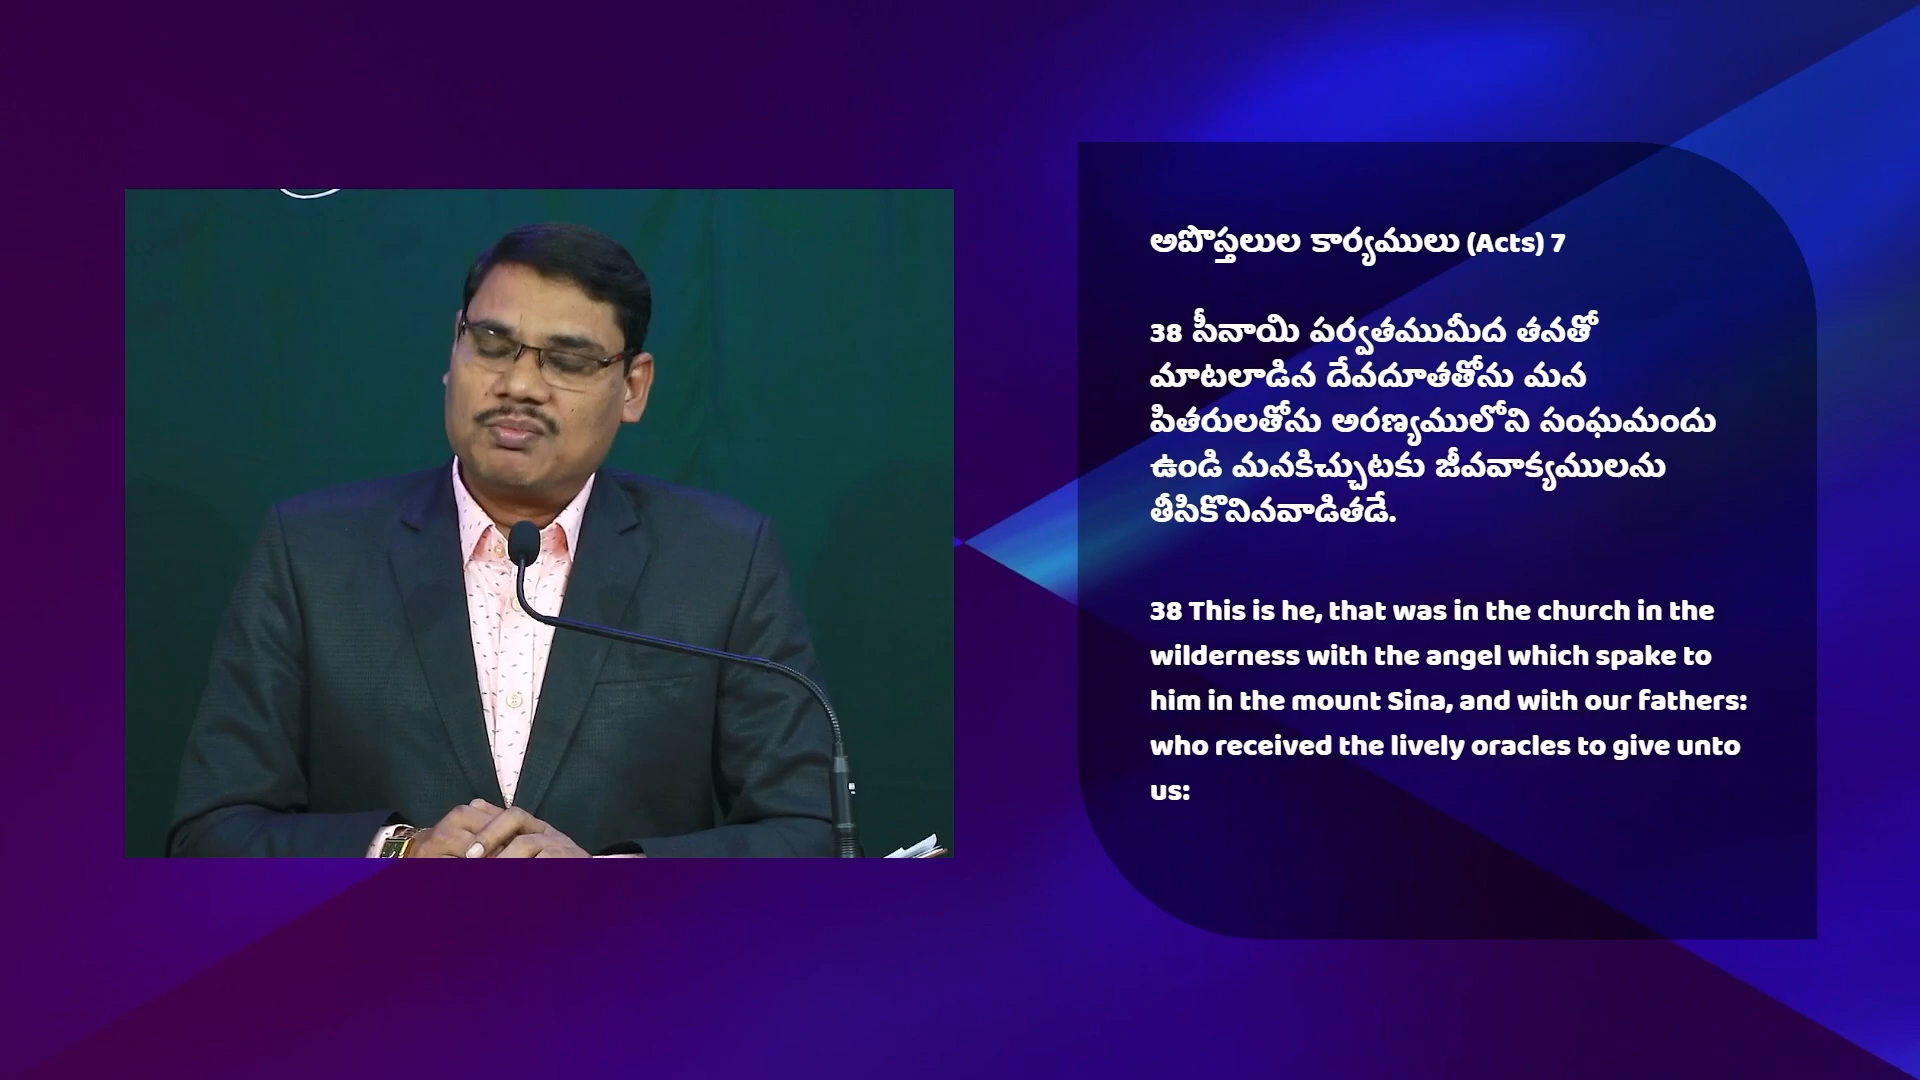 అపొస్తలుల కార్యములు (Acts) 7
38 సీనాయి పర్వతముమీద తనతో
మాటలాడిన దేవదూతతోను మన
పితరులతోను అరణ్యములోని సంఘమందు
ఉండి మనకిచ్చుటకు జీవవాక్యములను
తీసికొనినవాడితడే.
38 This is he, that was in the church in the
wilderness with the angel which spake to
him in the mount Sina, and with our fathers:
who received the lively oracles to give unto
us: